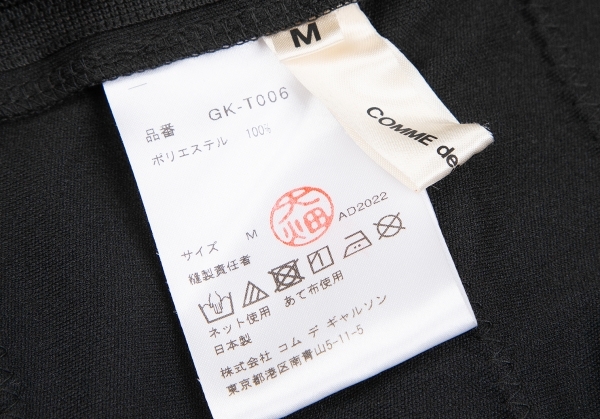 M
COMME de
品番 GK-T006
ポリエステル 100%
サイズ M AD2022
縫製責任者
ネット使用 あて布使用
日本製
株式会社 コム デ ギャルソン
東京都港区南青山5-11-5